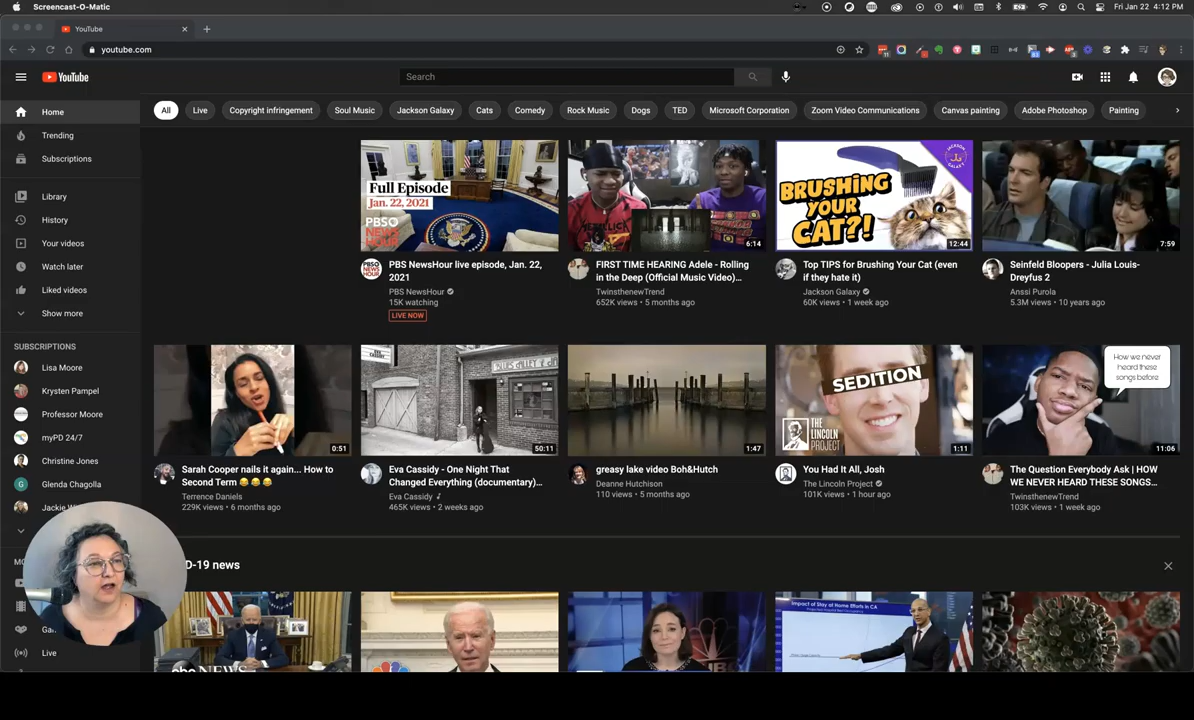 Screencast-O-Matic
Fri Jan 22 4:12 PM
YouTube
youtube.com
YouTube
Search
Home
Trending
Subscriptions
Library
History
Your videos
Watch later
Liked videos
Show more
SUBSCRIPTIONS
Lisa Moore
Krysten Pampel
Professor Moore
myPD 24/7
Christine Jones
Glenda Chagolla
Live
All
Live
Copyright infringement
Soul Music
Jackson Galaxy
Cats
Comedy
Rock Music
Dogs
TED
Microsoft Corporation
Zoom Video Communications
Canvas painting
Adobe Photoshop
Painting
Full Episode
Jan. 22, 2021
PBS
NEWS
HOUR
PBS NewsHour live episode, Jan. 22,
2021
PBS NewsHour
15K watching
LIVE NOW
6:14
FIRST TIME HEARING Adele - Rolling
in the Deep (Official Music Video)...
TwinsthenewTrend
652K views • 5 months ago
JACKSON GALAXY
BRUSHING
YOUR
CAT?!
12:44
Top TIPS for Brushing Your Cat (even
if they hate it)
Jackson Galaxy
60K views • 1 week ago
7:59
Seinfeld Bloopers - Julia Louis-
Dreyfus 2
Anssi Purola
5.3M views • 10 years ago
0:51
Sarah Cooper nails it again... How to
Second Term 😂 😂 😂
Terrence Daniels
229K views • 6 months ago
50:11
Eva Cassidy - One Night That
Changed Everything (documentary)...
Eva Cassidy
465K views • 2 weeks ago
1:47
greasy lake video Boh&Hutch
Deanne Hutchison
110 views • 5 months ago
SEDITION
THE
LINCOLN
PROJECT
1:11
You Had It All, Josh
The Lincoln Project
101K views • 1 hour ago
How we never
heard these
songs before
11:06
The Question Everybody Ask | HOW
WE NEVER HEARD THESE SONGS...
TwinsthenewTrend
103K views • 1 week ago
D-19 news
abc NEWS
NBC
Impact of Stay at Home Efforts in CA